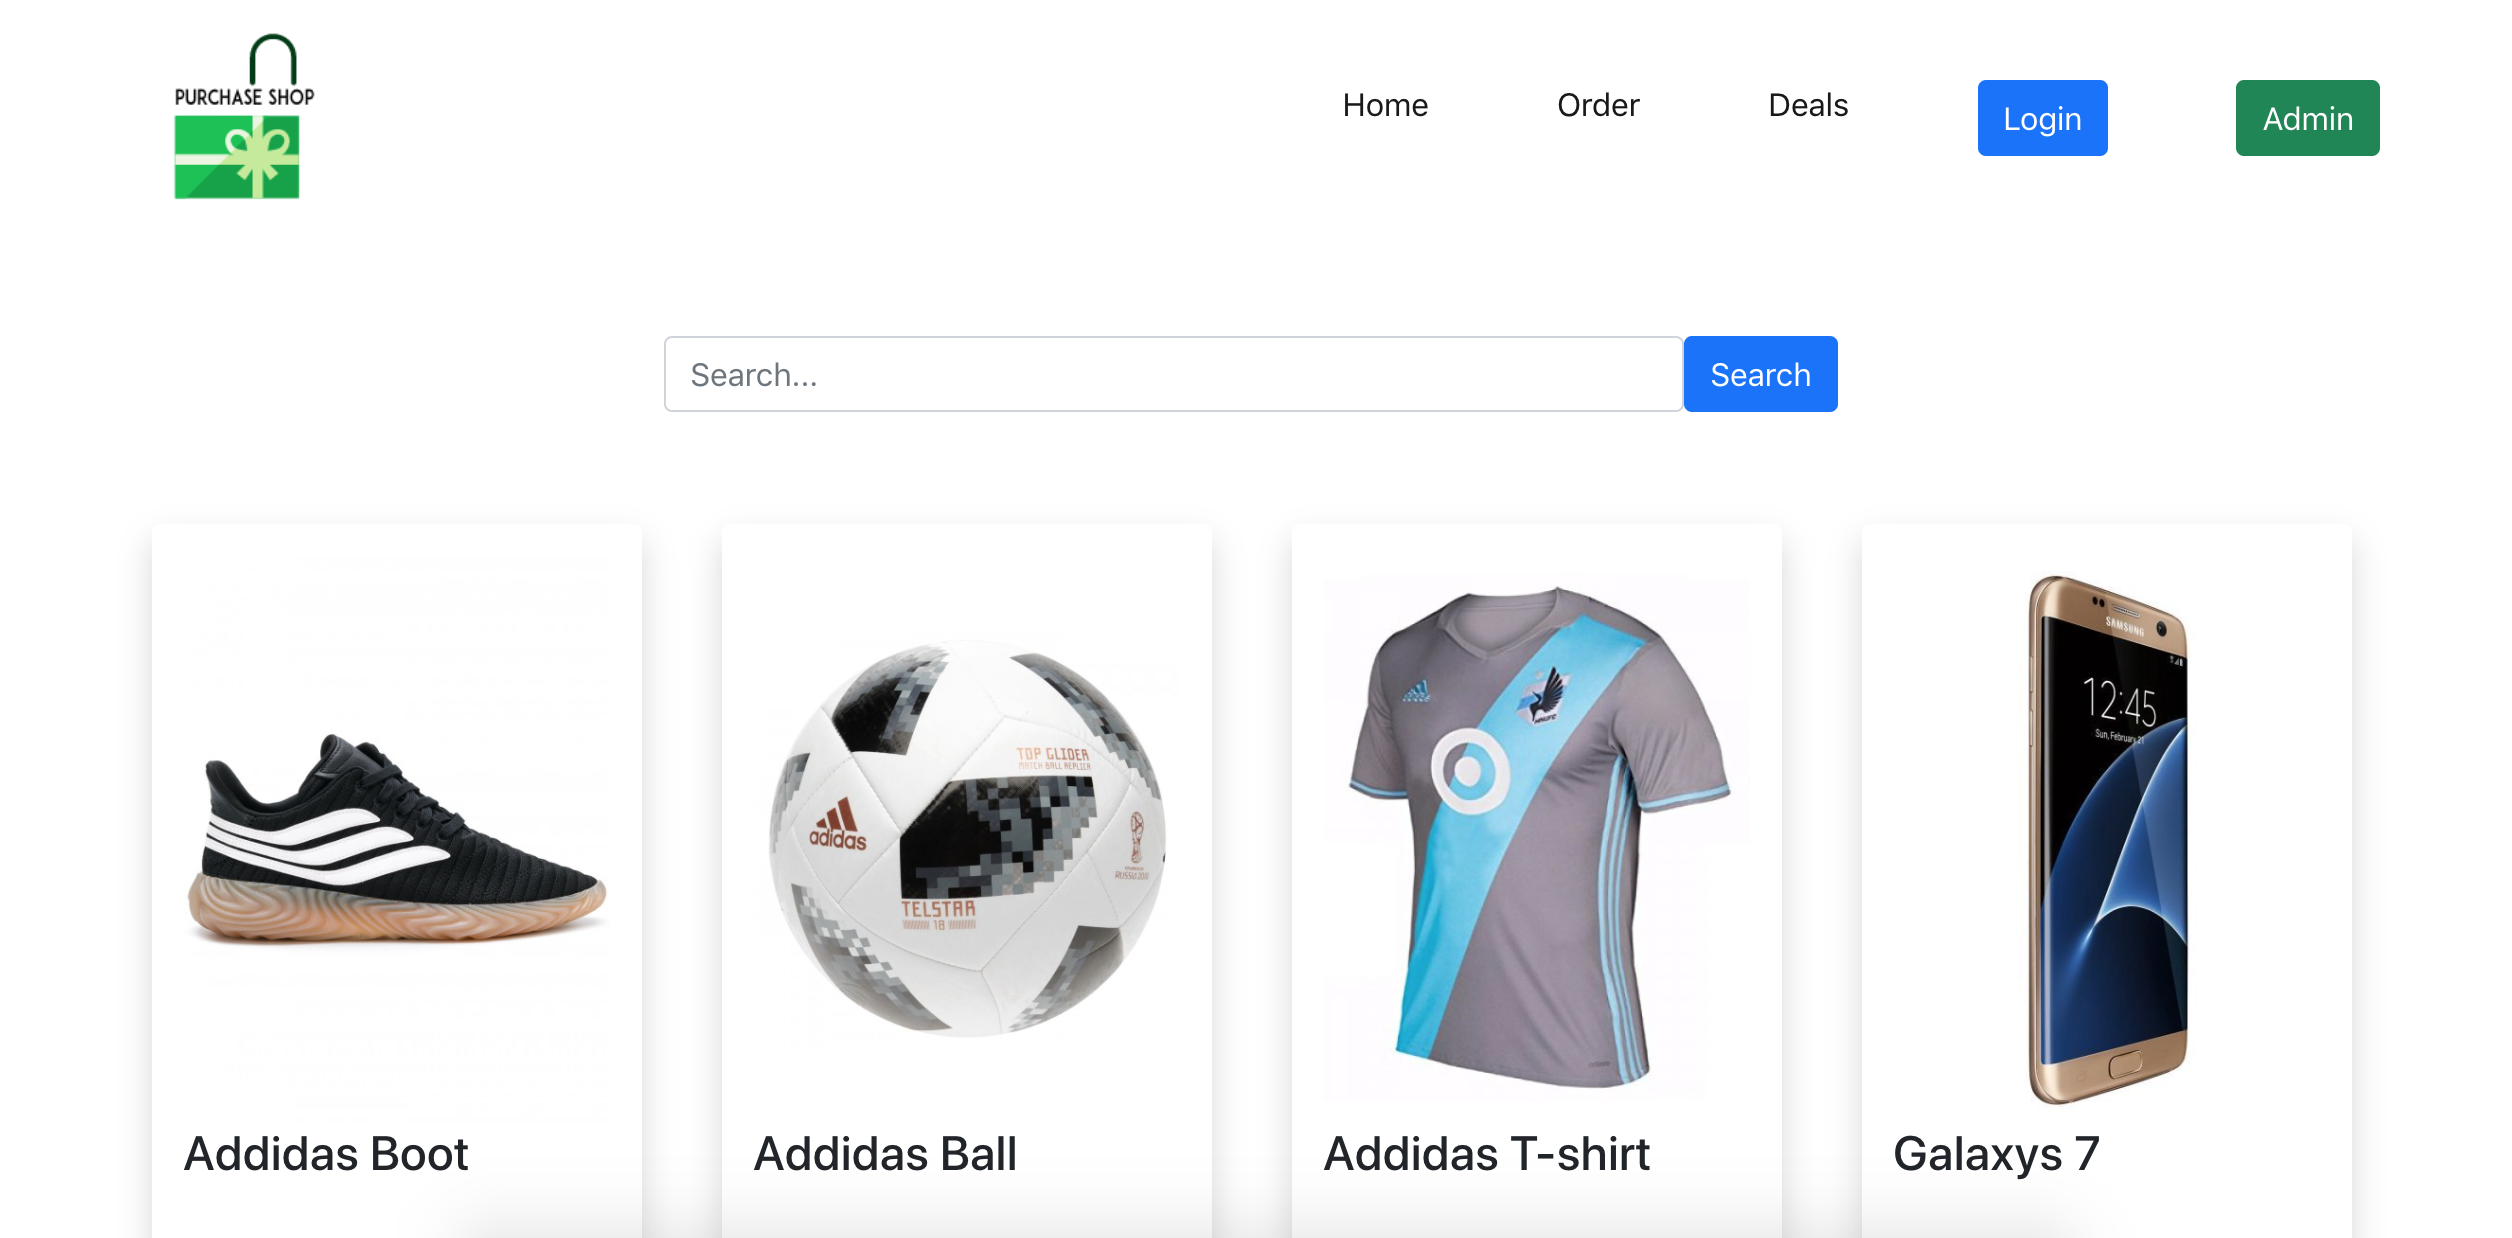 PURCHASE SHOP
Home
Order
Deals
Login
Admin
Search...
Search
TOP GLIDER
MATCH BALL REPLICA
adidas
TELSTAR
18
RUSSIA 2018
SAMSUNG
12:45
Sun, February 21
Addidas Boot
Addidas Ball
Addidas T-shirt
Galaxys 7